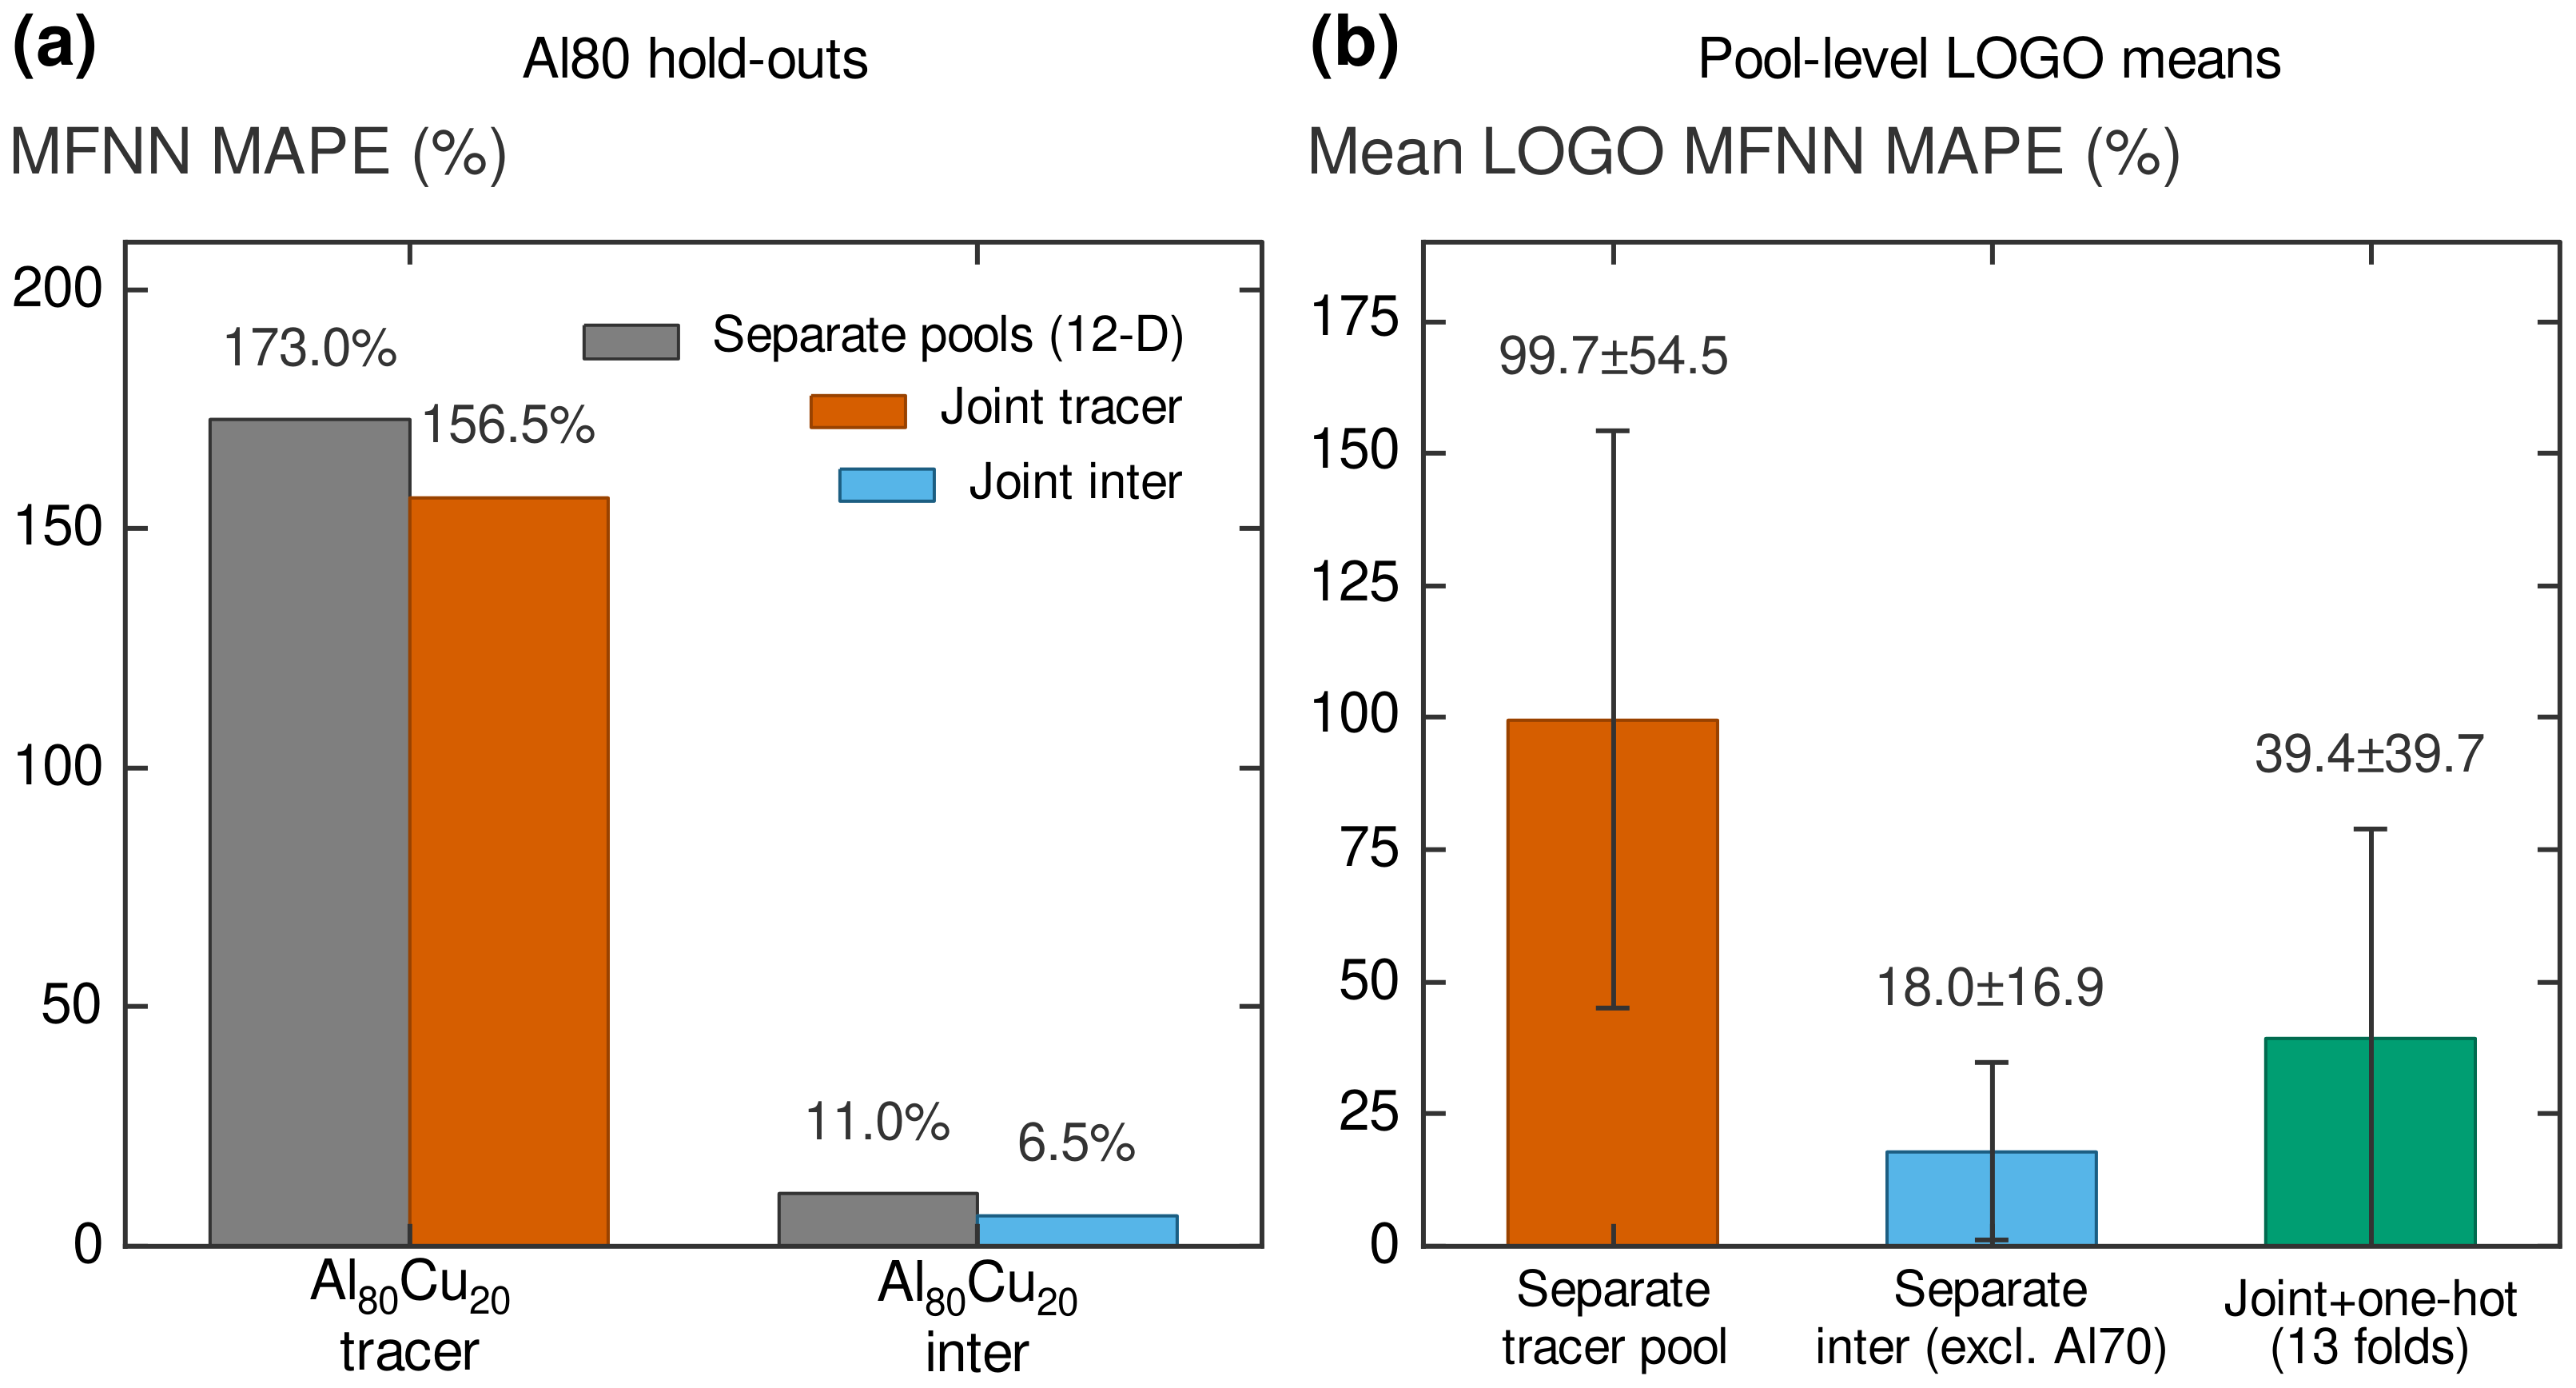 (a)
Al80 hold-outs
MFNN MAPE (%)
200
150
100
50
0
173.0%
156.5%
11.0%
6.5%
Separate pools (12-D)
Joint tracer
Joint inter
Al80Cu20
tracer
Al80Cu20
inter
(b)
Pool-level LOGO means
Mean LOGO MFNN MAPE (%)
175
150
125
100
75
50
25
0
99.7±54.5
18.0±16.9
39.4±39.7
Separate
tracer pool
Separate
inter (excl. Al70)
Joint+one-hot
(13 folds)